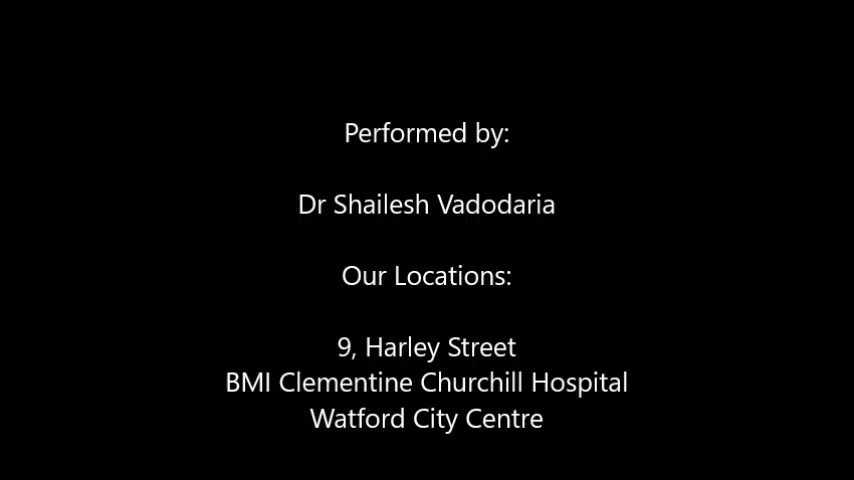 Performed by:
Dr Shailesh Vadodaria
Our Locations:
9, Harley Street
BMI Clementine Churchill Hospital
Watford City Centre